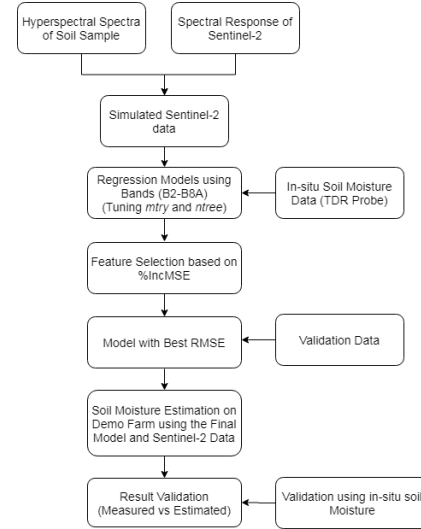 Hyperspectral Spectra
of Soil Sample
Spectral Response of
Sentinel-2
Simulated Sentinel-2
data
Regression Models using
Bands (B2-B8A)
(Tuning mtry and ntree)
In-situ Soil Moisture
Data (TDR Probe)
Feature Selection based on
%IncMSE
Model with Best RMSE
Validation Data
Soil Moisture Estimation on
Demo Farm using the Final
Model and Sentinel-2 Data
Result Validation
(Measured vs Estimated)
Validation using in-situ soil
Moisture